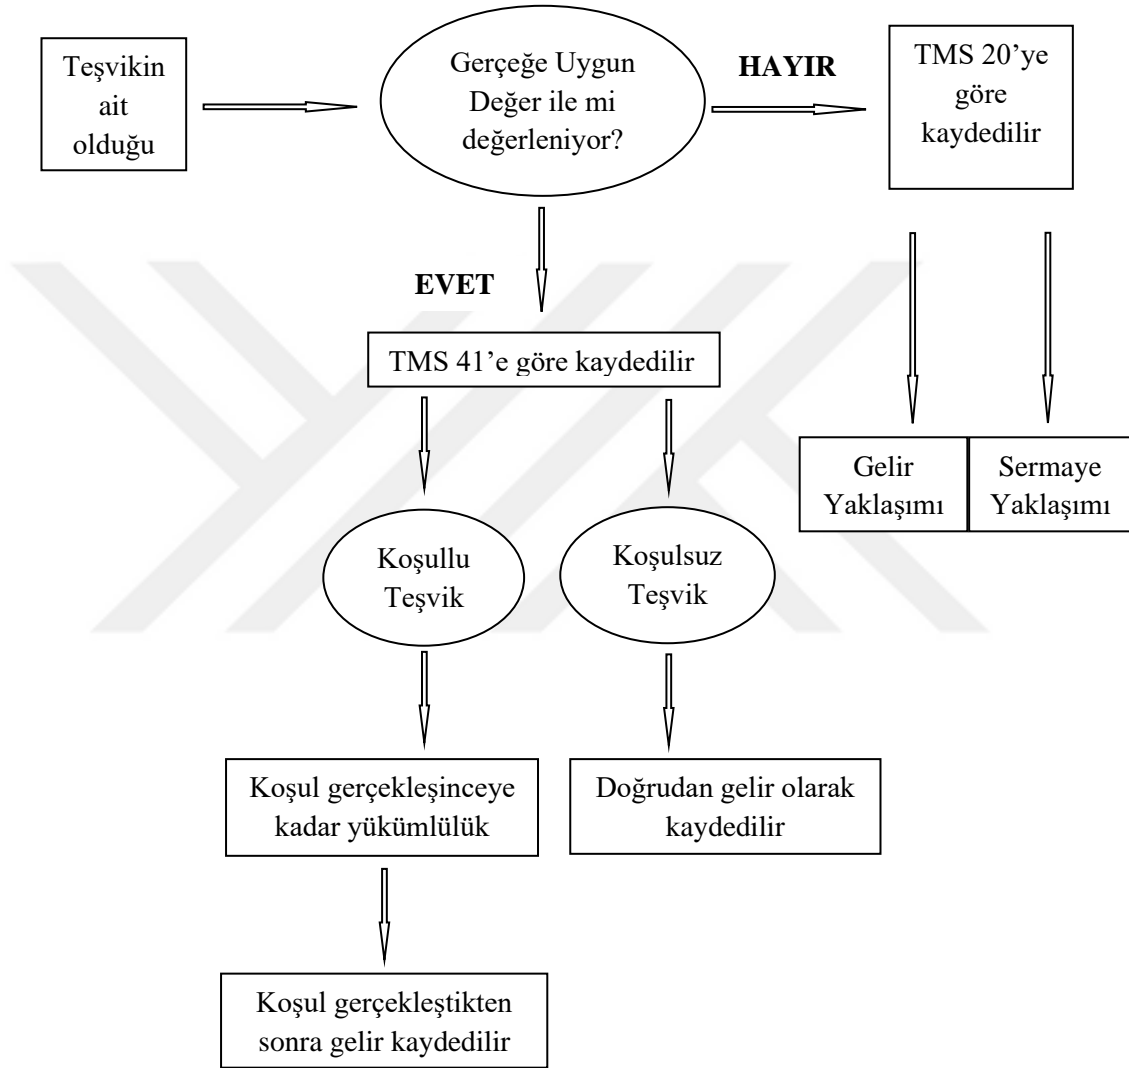 Teşvikin
ait
olduğu
Gerçeğe Uygun
Değer ile mi
değerleniyor?
HAYIR
TMS 20’ye
göre
kaydedilir
EVET
TMS 41’e göre kaydedilir
Gelir
Yaklaşımı
Sermaye
Yaklaşımı
Koşullu
Teşvik
Koşulsuz
Teşvik
Koşul gerçekleşinceye
kadar yükümlülük
Doğrudan gelir olarak
kaydedilir
Koşul gerçekleştikten
sonra gelir kaydedilir